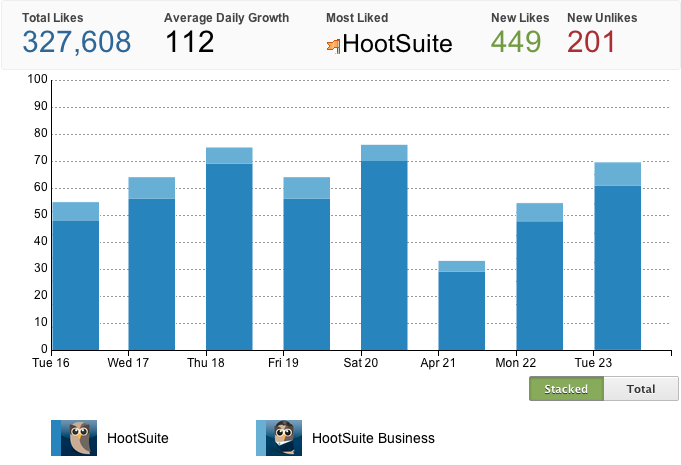 Total Likes
327,608
Average Daily Growth
112
Most Liked
HootSuite
New Likes
449
New Unlikes
201
100
90
80
70
60
50
40
30
20
10
0
Tue 16 Wed 17 Thu 18 Fri 19 Sat 20 Apr 21 Mon 22 Tue 23
Stacked Total
HootSuite HootSuite Business